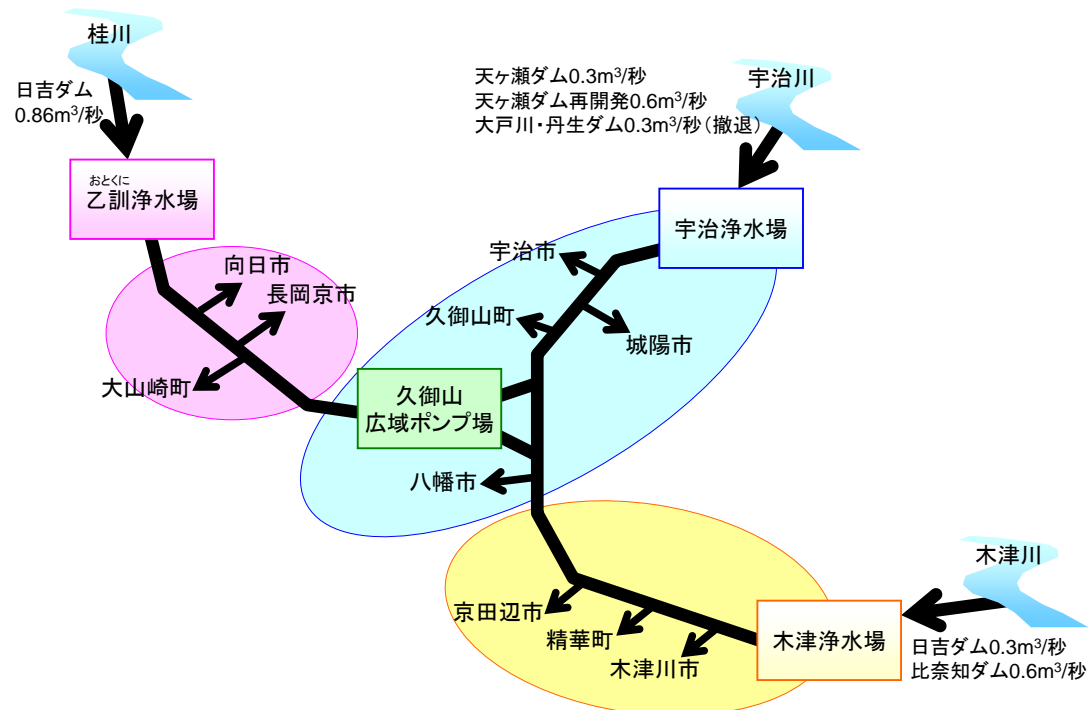 桂川
日吉ダム
0.86m³/秒
おとくに
乙訓浄水場
向日市
長岡京市
大山崎町
天ヶ瀬ダム0.3m³/秒
天ヶ瀬ダム再開発0.6m³/秒
大戸川・丹生ダム0.3m³/秒（撤退）
宇治川
宇治浄水場
宇治市
久御山町
城陽市
久御山
広域ポンプ場
八幡市
京田辺市
精華町
木津川市
木津川
木津浄水場
日吉ダム0.3m³/秒
比奈知ダム0.6m³/秒